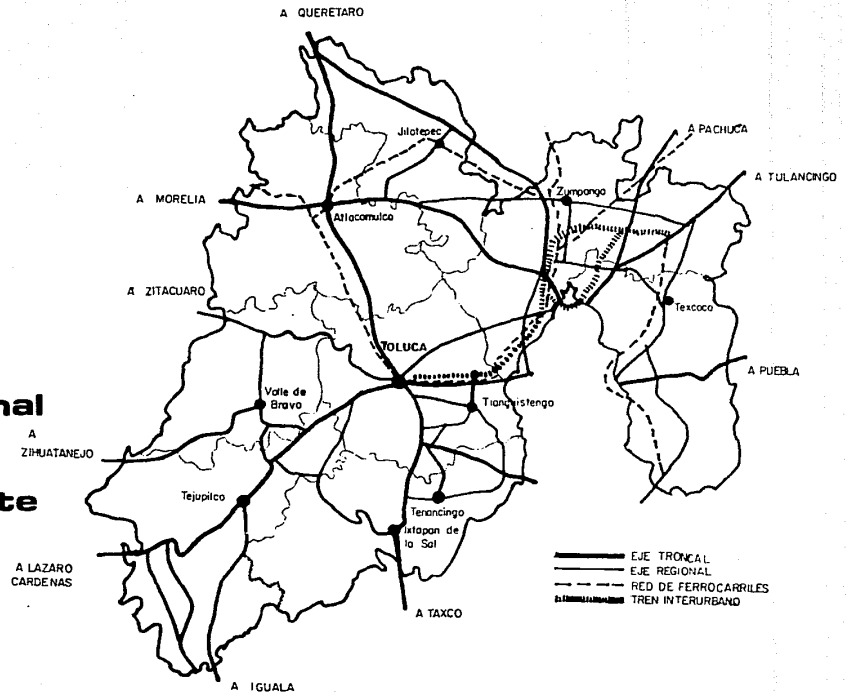 A QUERETARO
Jilotepec
A PACHUCA
A TULANCINGO
Zumpango
A MORELIA
Atlacomulco
A ZITACUARO
Texcoco
TOLUCA
A PUEBLA
Valle de
Bravo
Tianguistengo
nal
A
ZIHUATANEJO
te
Tejupilco
Tenancingo
Ixtapan de
la Sal
A LAZARO
CARDENAS
EJE TRONCAL
EJE REGIONAL
RED DE FERROCARRILES
TREN INTERURBANO
A TAXCO
A IGUALA